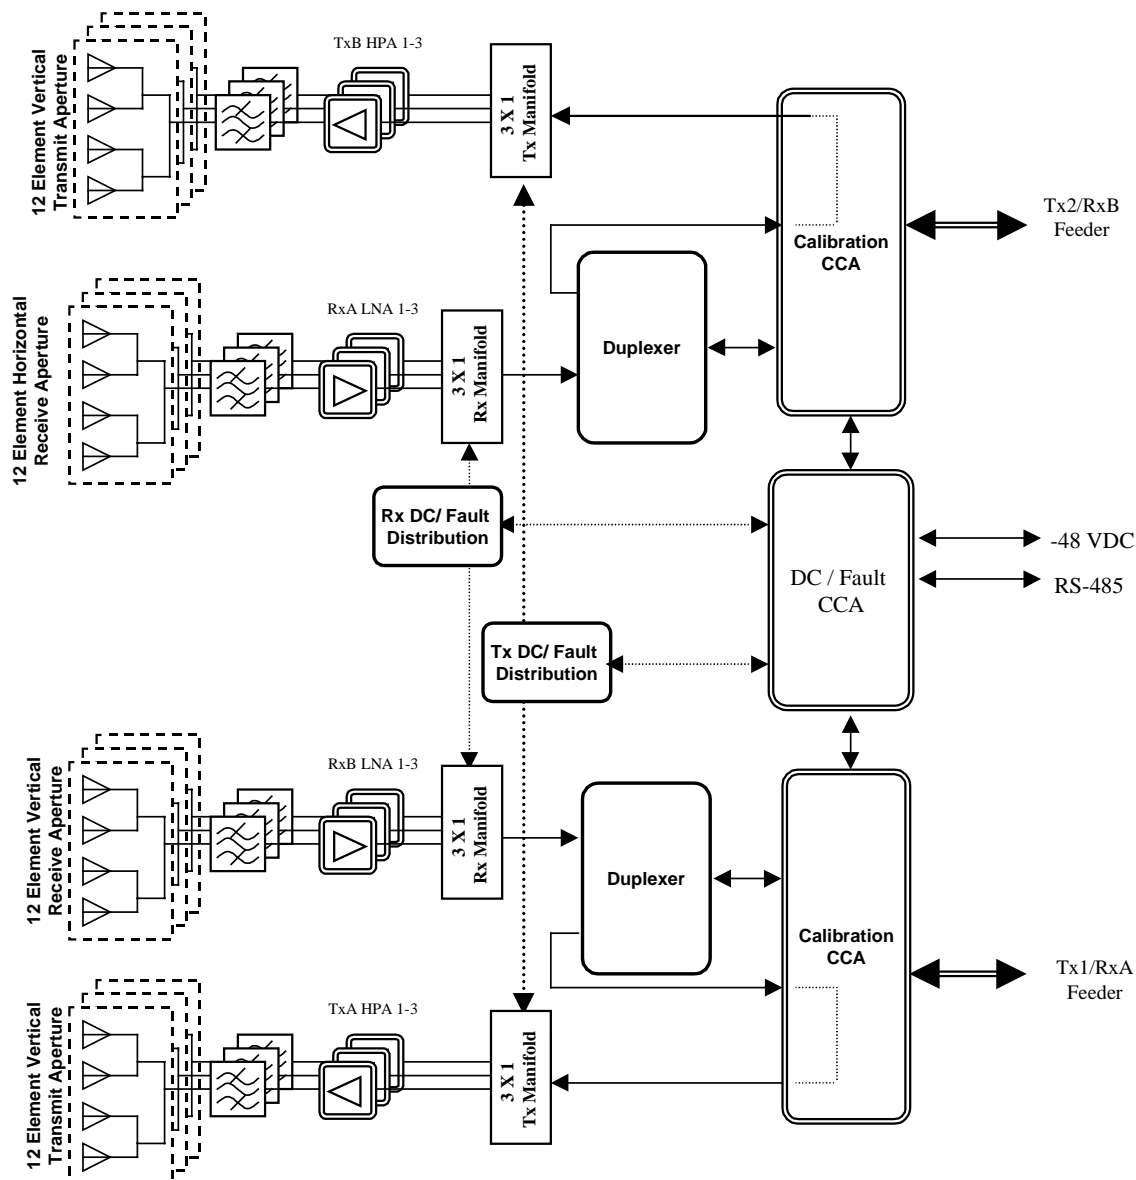 12 Element Vertical
Transmit Aperture
TxB HPA 1-3
3 X 1
Tx Manifold
Calibration
CCA
Tx2/RxB
Feeder
12 Element Horizontal
Receive Aperture
RxA LNA 1-3
3 X 1
Rx Manifold
Duplexer
Rx DC/ Fault
Distribution
DC / Fault
CCA
-48 VDC
RS-485
Tx DC/ Fault
Distribution
12 Element Vertical
Receive Aperture
RxB LNA 1-3
3 X 1
Rx Manifold
Duplexer
Calibration
CCA
Tx1/RxA
Feeder
12 Element Vertical
Transmit Aperture
TxA HPA 1-3
3 X 1
Tx Manifold